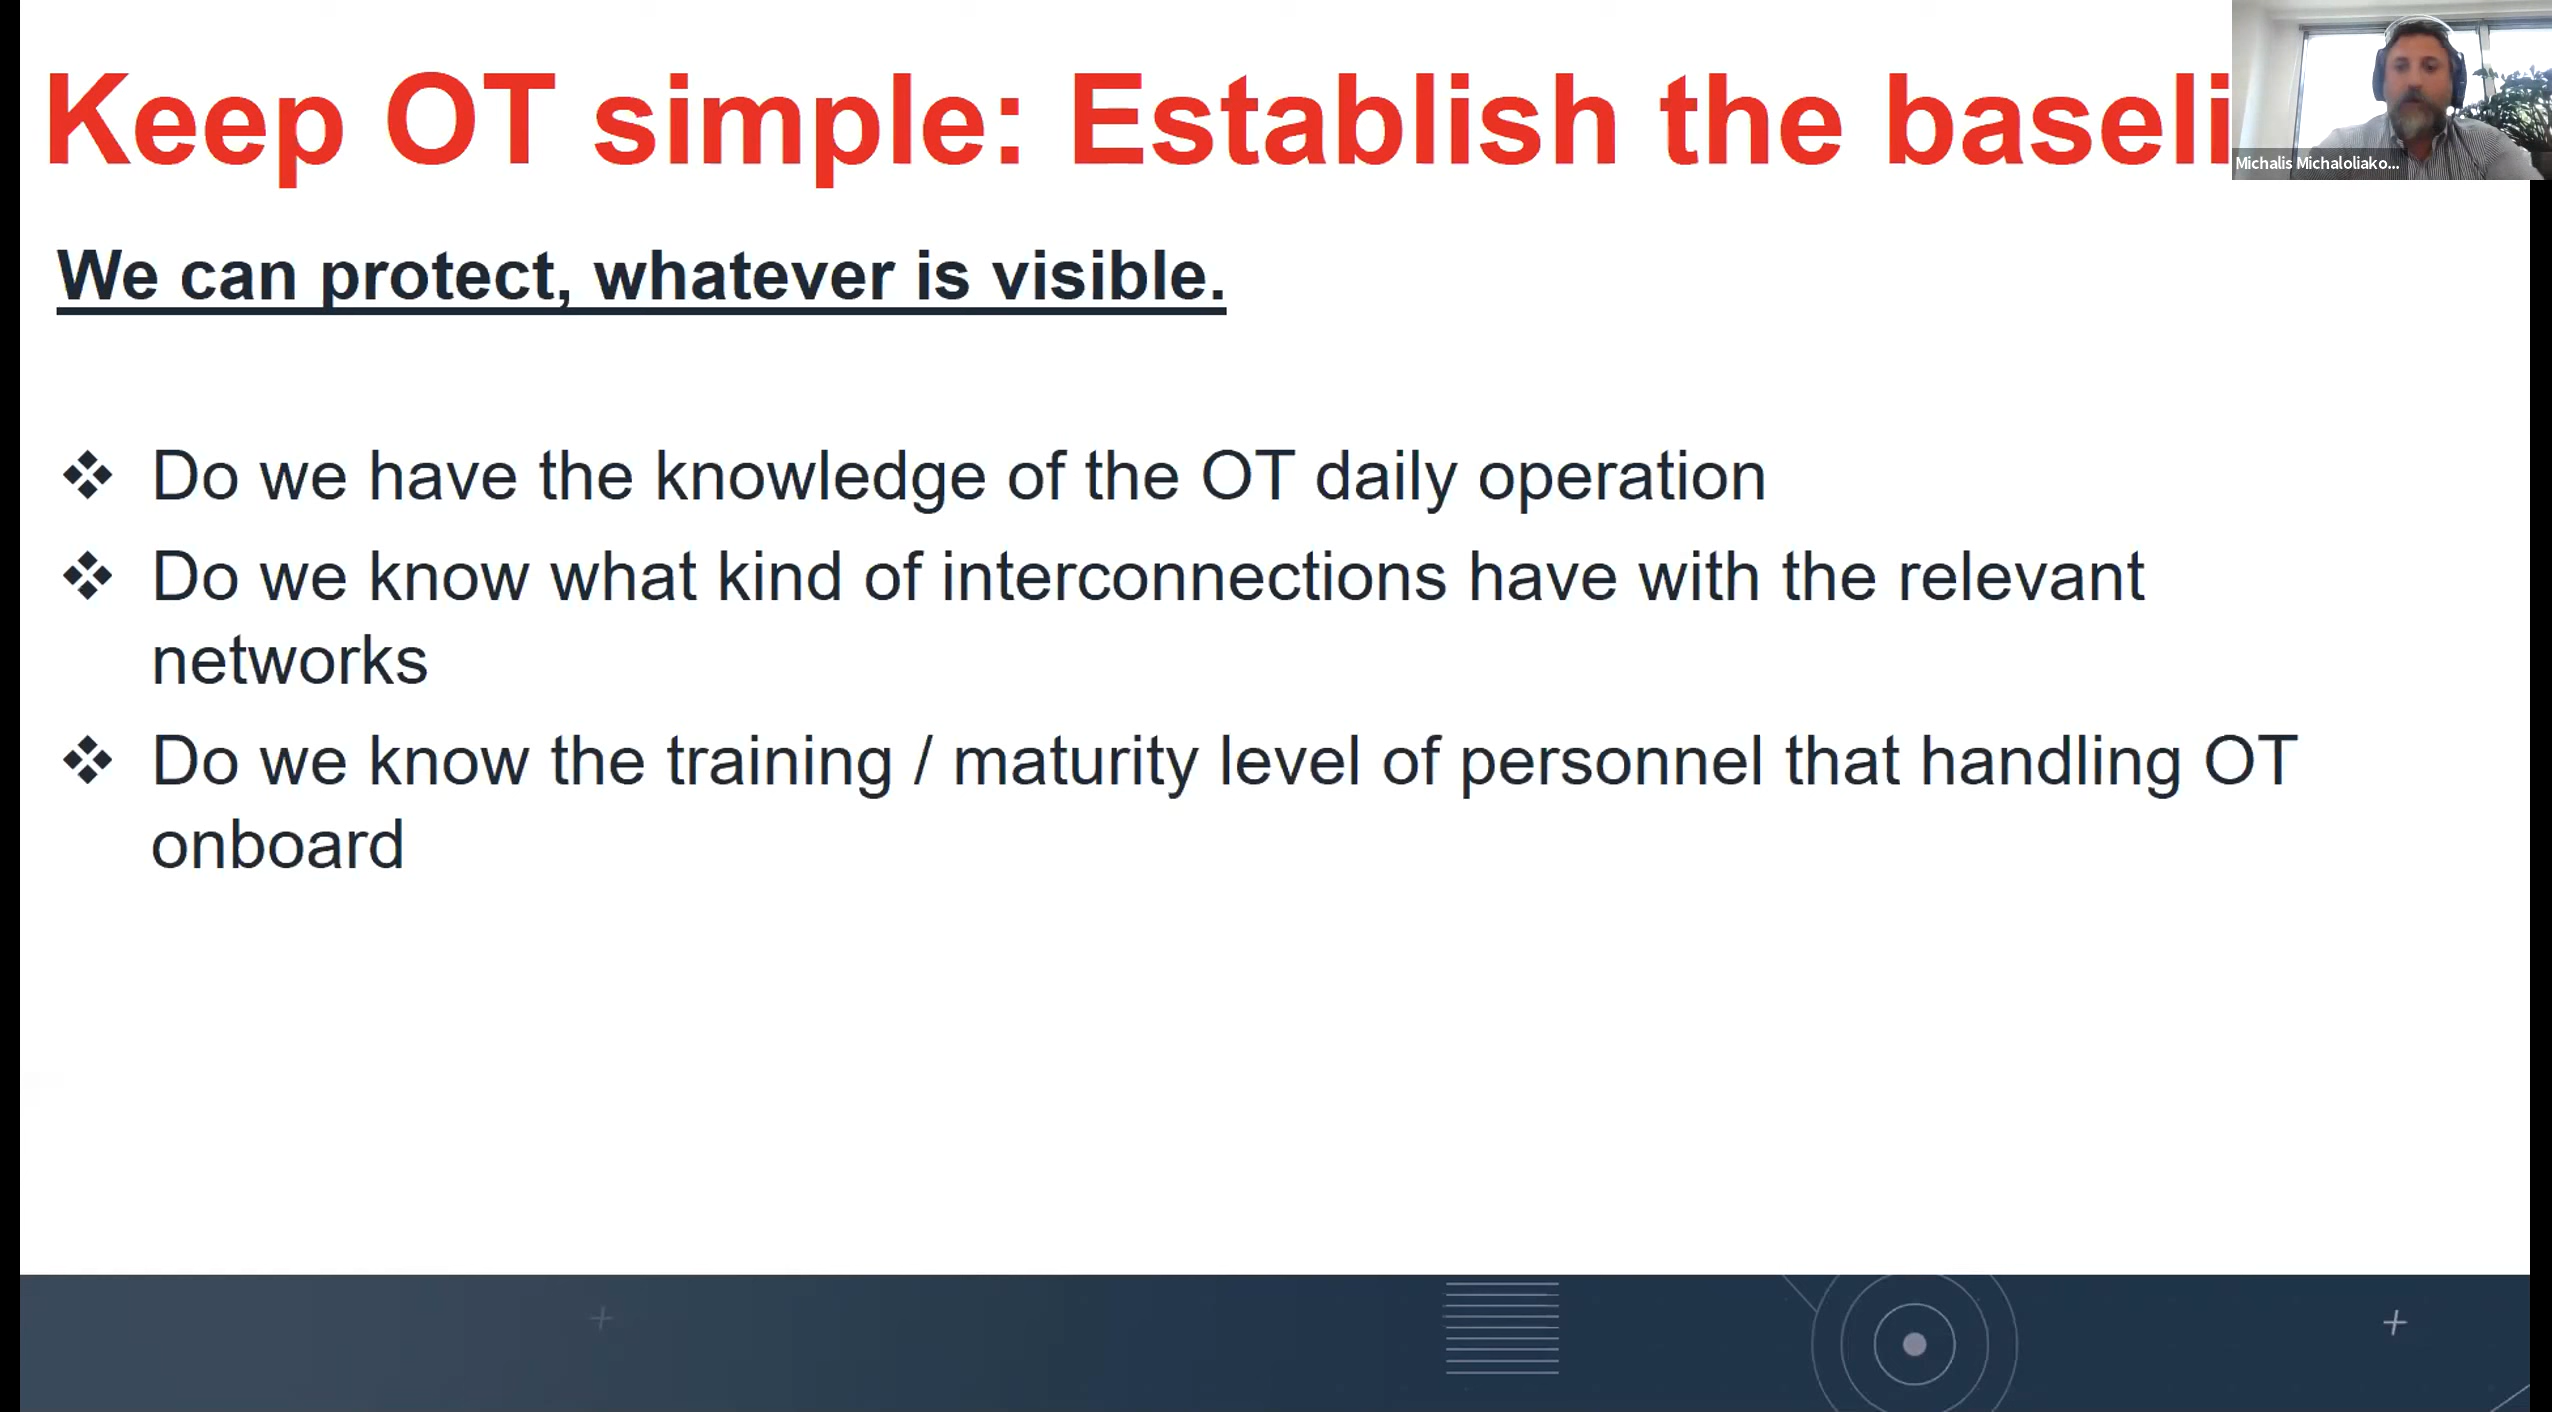 Keep OT simple: Establish the baseli
Michalis Michaloliako...
We can protect, whatever is visible.
❖ Do we have the knowledge of the OT daily operation
❖ Do we know what kind of interconnections have with the relevant
networks
❖ Do we know the training / maturity level of personnel that handling OT
onboard